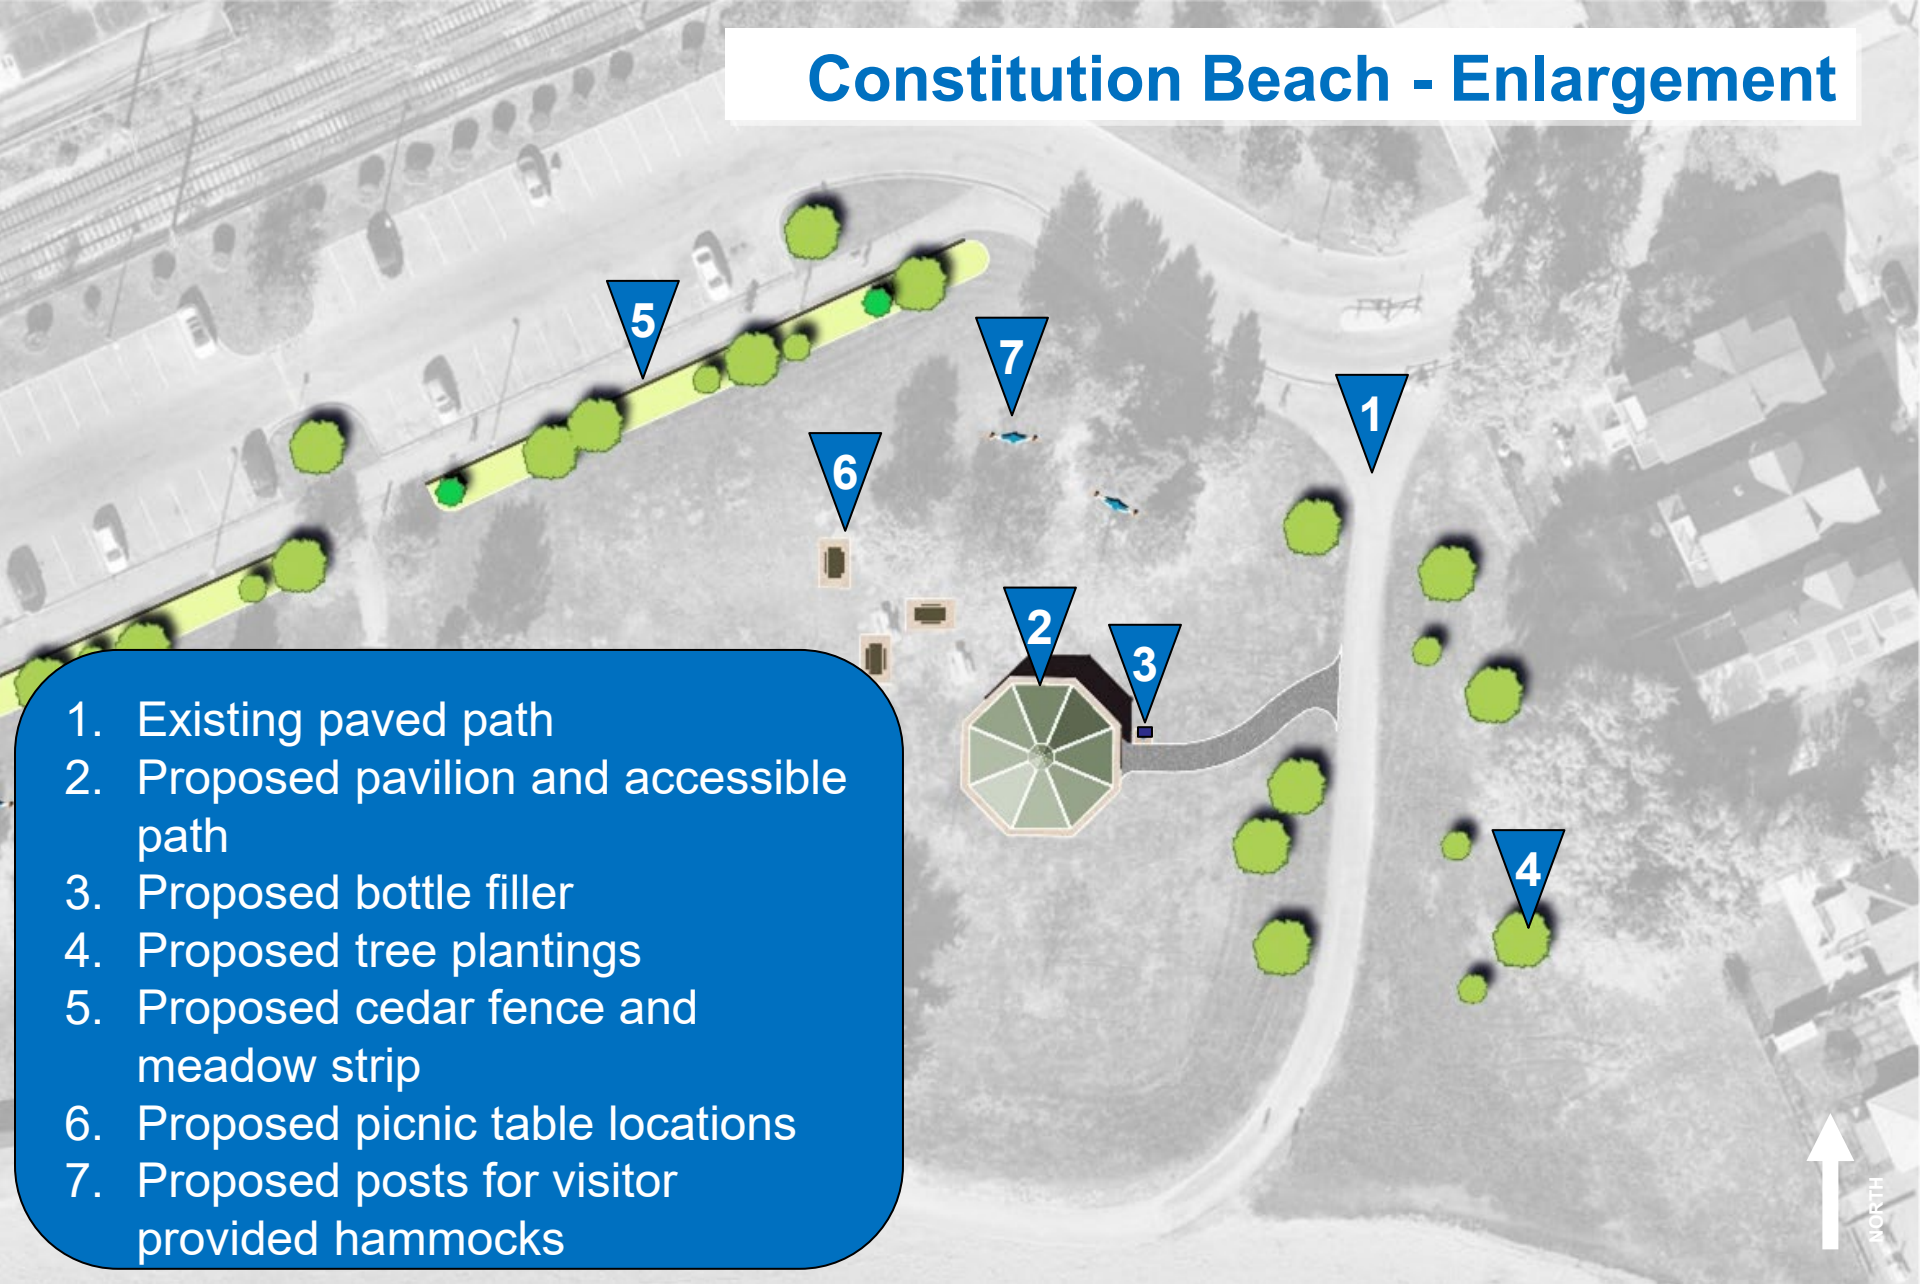 Constitution Beach - Enlargement
5
7
1
6
2
3
4
1. Existing paved path
2. Proposed pavilion and accessible
path
3. Proposed bottle filler
4. Proposed tree plantings
5. Proposed cedar fence and
meadow strip
6. Proposed picnic table locations
7. Proposed posts for visitor
provided hammocks
NORTH